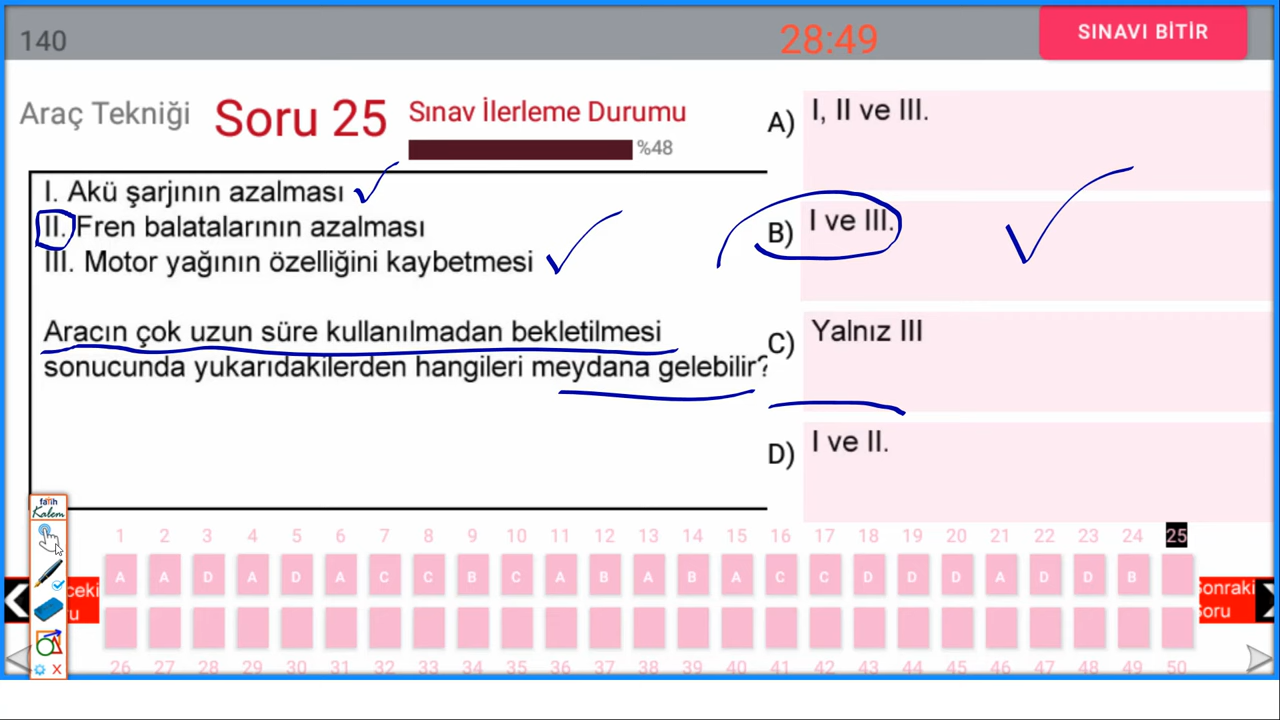 140
28:49
SINAVI BİTİR
Araç Tekniği
Soru 25
Sınav İlerleme Durumu
%48
I. Akü şarjının azalması
II. Fren balatalarının azalması
III. Motor yağının özelliğini kaybetmesi
Aracın çok uzun süre kullanılmadan bekletilmesi
sonucunda yukarıdakilerden hangileri meydana gelebilir?
A) I, II ve III.
B) I ve III.
C) Yalnız III
D) I ve II.
fatih
Kalem
1 2 3 4 5 6 7 8 9 10 11 12 13 14 15 16 17 18 19 20 21 22 23 24 25
A A D A D A C C B C A B A B A C C D D D A D D B
26 27 28 29 30 31 32 33 34 35 36 37 38 39 40 41 42 43 44 45 46 47 48 49 50
ceki
u
Sonraki
Soru